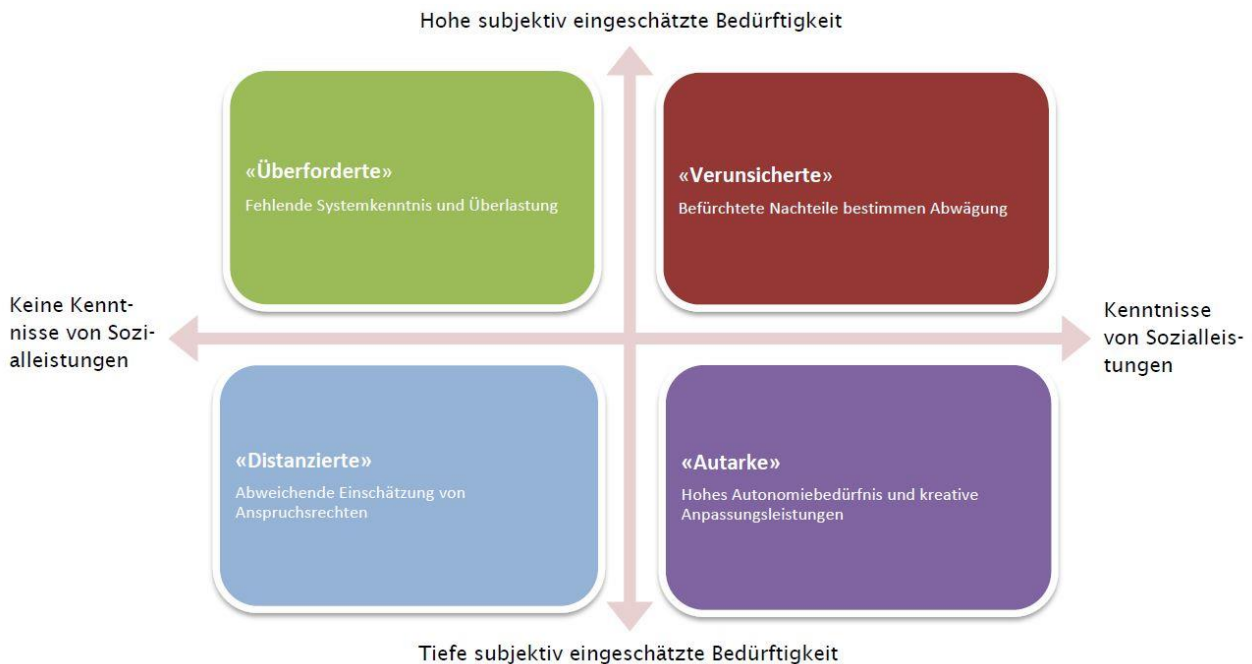 Hohe subjektiv eingeschätzte Bedürftigkeit
«Überforderte»
Fehlende Systemkenntnis und Überlastung
«Verunsicherte»
Befürchtete Nachteile bestimmen Abwägung
Keine Kennt-
nisse von Sozi-
alleistungen
Kenntnisse
von Sozialleis-
tungen
«Distanzierte»
Abweichende Einschätzung von
Anspruchsrechten
«Autarke»
Hohes Autonomiebedürfnis und kreative
Anpassungsleistungen
Tiefe subjektiv eingeschätzte Bedürftigkeit